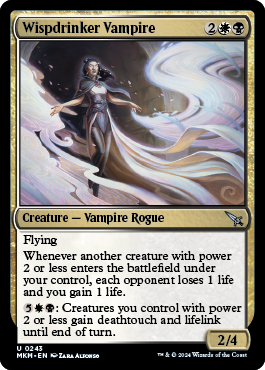 Wispdrinker Vampire 2
Creature — Vampire Rogue
Flying
Whenever another creature with power
2 or less enters the battlefield under
your control, each opponent loses 1 life
and you gain 1 life.
5: Creatures you control with power
2 or less gain deathtouch and lifelink
until end of turn.
2/4
U 0243
MKM • EN Zara Alfonso
™ & © 2024 Wizards of the Coast